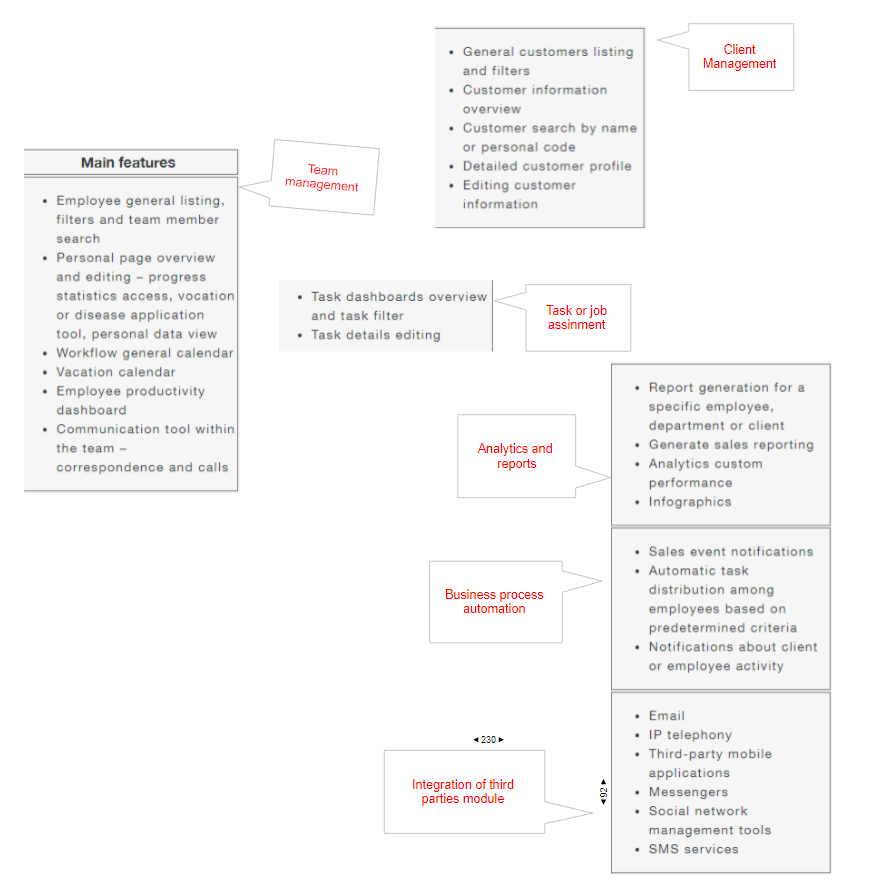 Client
Management
• General customers listing
and filters
• Customer information
overview
• Customer search by name
or personal code
• Detailed customer profile
• Editing customer
information
Main features
Team
management
• Employee general listing,
filters and team member
search
• Personal page overview
and editing – progress
statistics access, vocation
or disease application
tool, personal data view
• Workflow general calendar
• Vacation calendar
• Employee productivity
dashboard
• Communication tool within
the team –
correspondence and calls
• Task dashboards overview
and task filter
• Task details editing
Task or job
assinment
Analytics and
reports
• Report generation for a
specific employee,
department or client
• Generate sales reporting
• Analytics custom
performance
• Infographics
Business process
automation
• Sales event notifications
• Automatic task
distribution among
employees based on
predetermined criteria
• Notifications about client
or employee activity
230
Integration of third
parties module
92
• Email
• IP telephony
• Third-party mobile
applications
• Messengers
• Social network
management tools
• SMS services